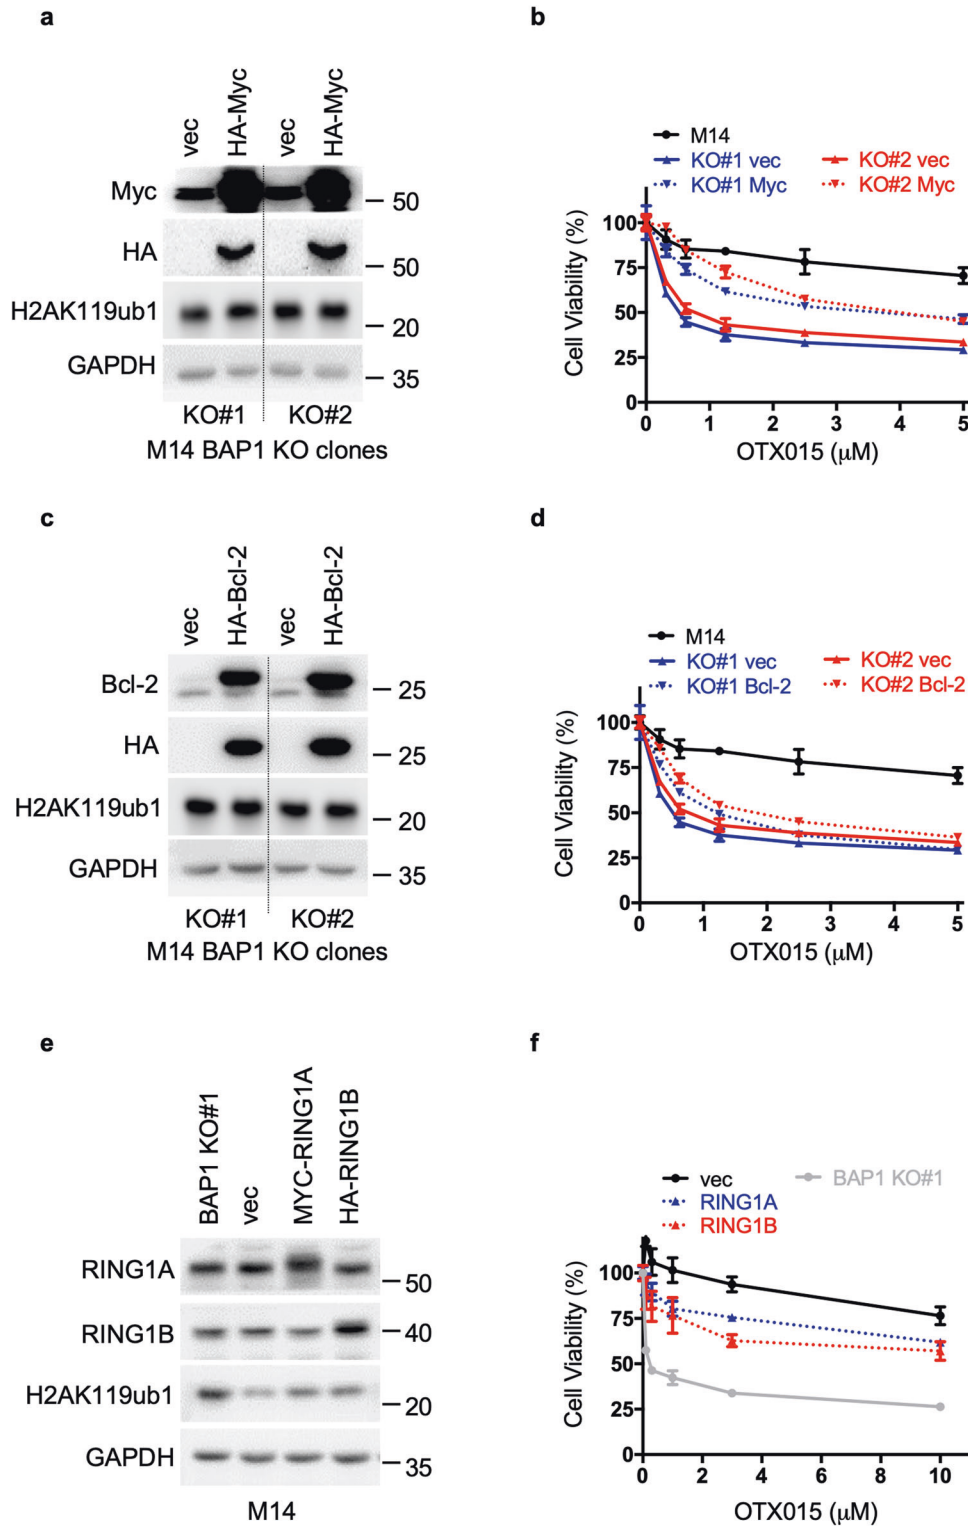 a
vec
HA-Myc
vec
HA-Myc
Myc
50
HA
50
H2AK119ub1
20
GAPDH
35
KO#1
KO#2
M14 BAP1 KO clones
b
M14
KO#1 vec
KO#2 vec
KO#1 Myc
KO#2 Myc
Cell Viability (%)
100
75
50
25
0
0 1 2 3 4 5
OTX015 (μM)
c
vec
HA-Bcl-2
vec
HA-Bcl-2
Bcl-2
25
HA
25
H2AK119ub1
20
GAPDH
35
KO#1
KO#2
M14 BAP1 KO clones
d
M14
KO#1 vec
KO#2 vec
KO#1 Bcl-2
KO#2 Bcl-2
Cell Viability (%)
100
75
50
25
0
0 1 2 3 4 5
OTX015 (μM)
e
BAP1 KO#1
vec
MYC-RING1A
HA-RING1B
RING1A
50
RING1B
40
H2AK119ub1
20
GAPDH
35
M14
f
vec
BAP1 KO#1
RING1A
RING1B
Cell Viability (%)
100
75
50
25
0
0 2 4 6 8 10
OTX015 (μM)